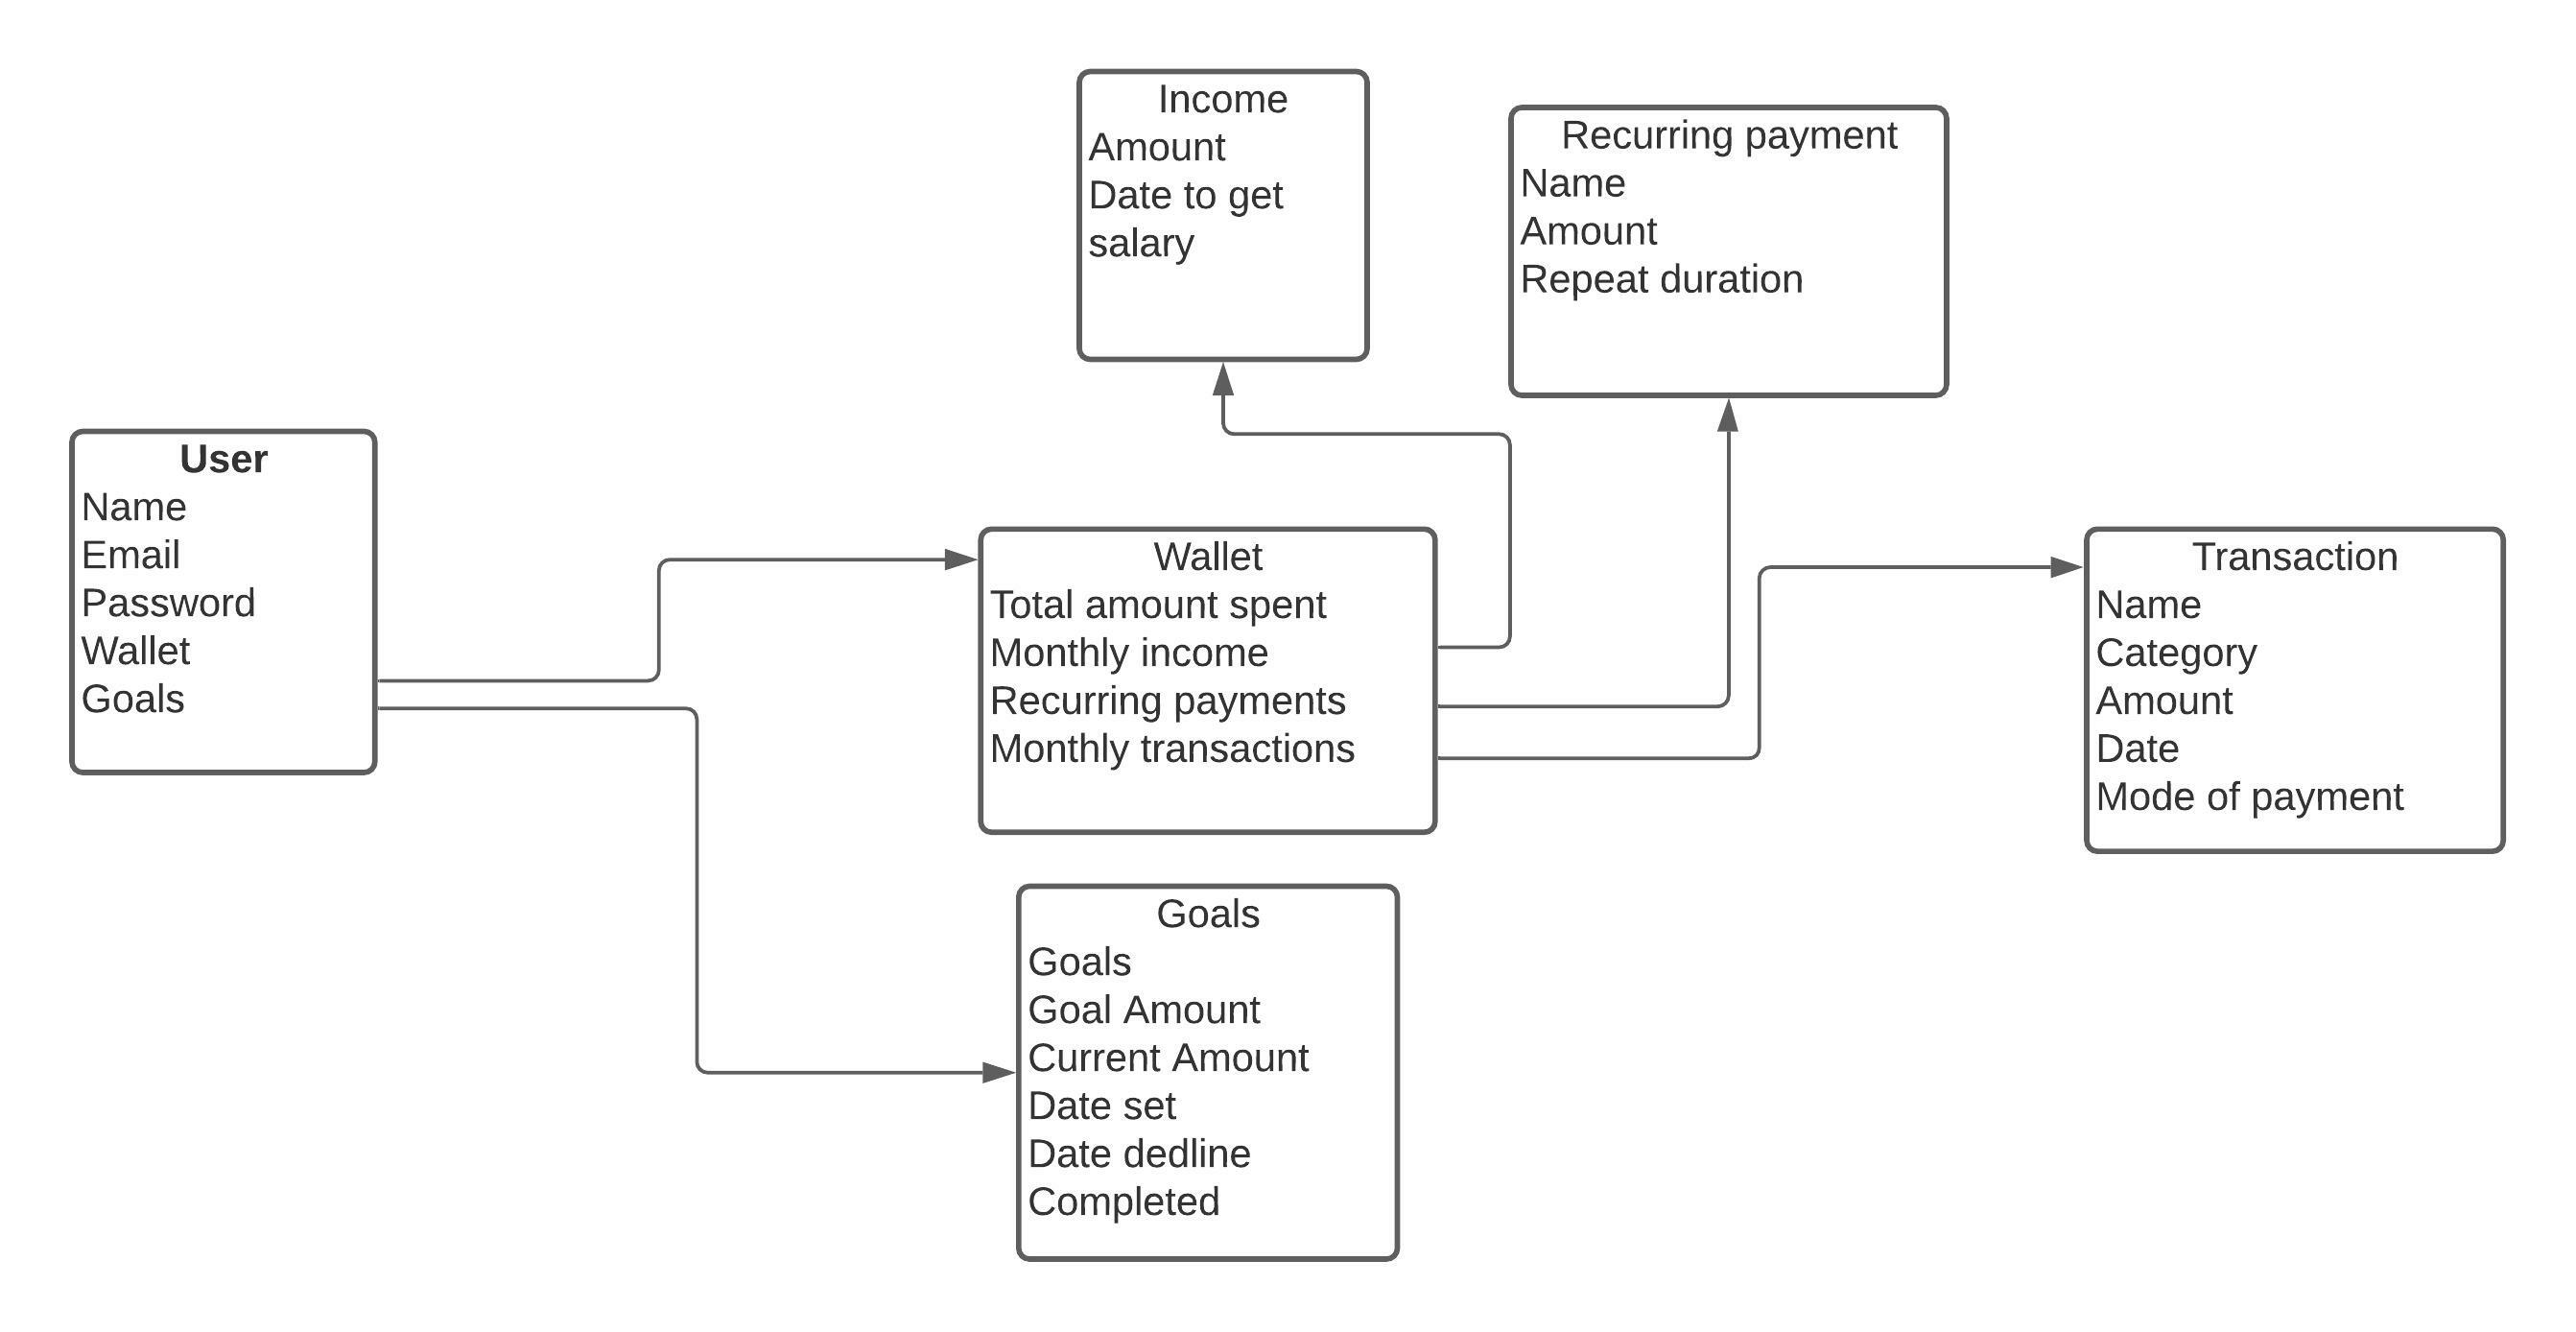 Income
Amount
Date to get
salary
Recurring payment
Name
Amount
Repeat duration
User
Name
Email
Password
Wallet
Goals
Wallet
Total amount spent
Monthly income
Recurring payments
Monthly transactions
Transaction
Name
Category
Amount
Date
Mode of payment
Goals
Goals
Goal Amount
Current Amount
Date set
Date dedline
Completed